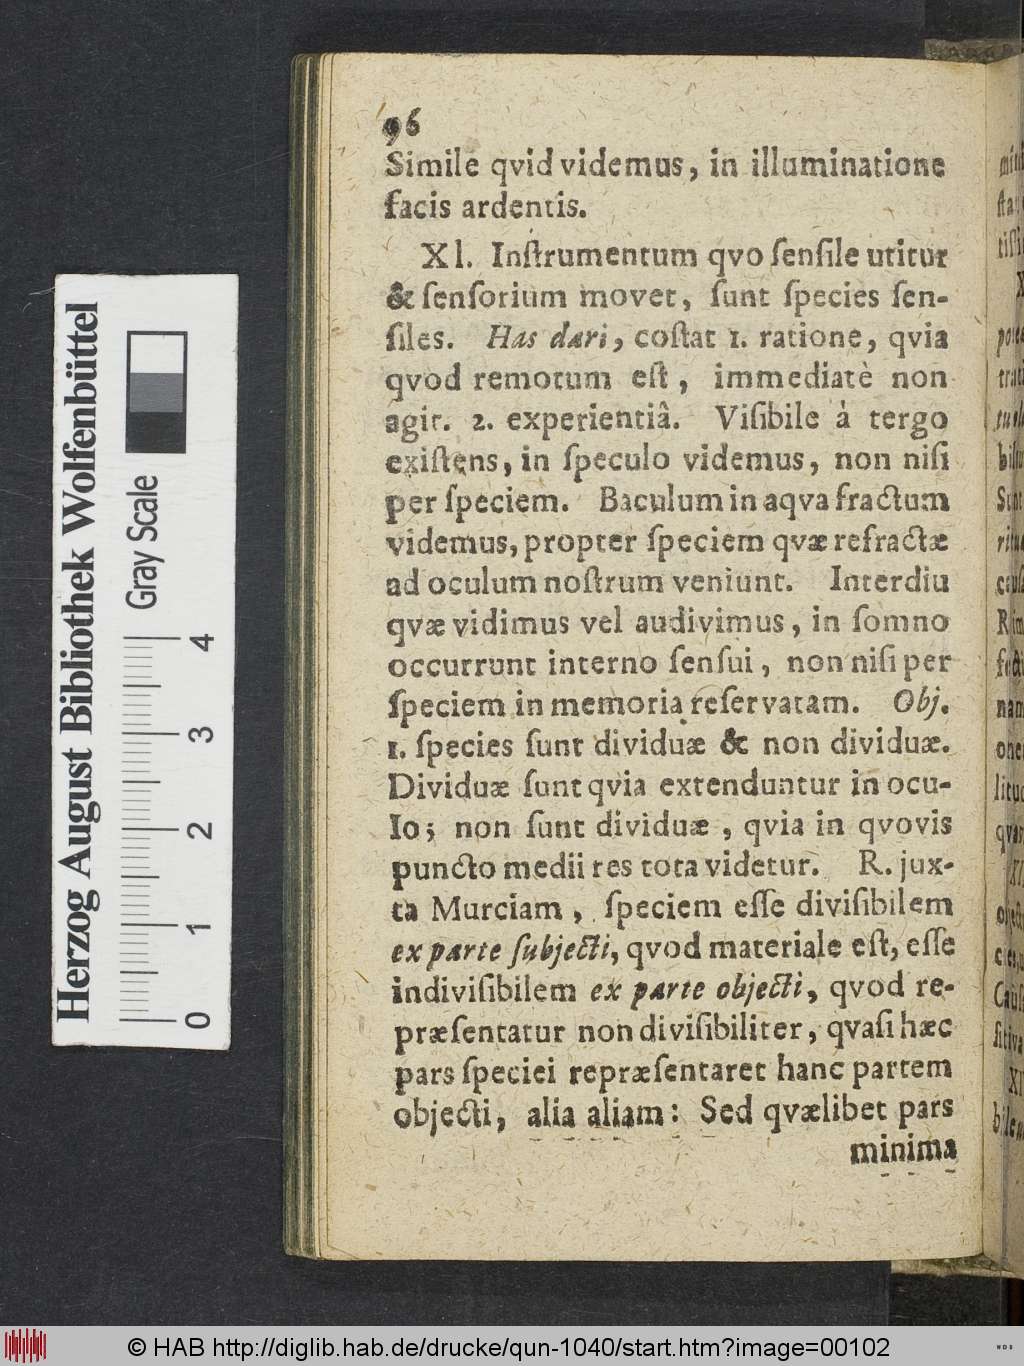 96
Simile qvid videmus, in illuminatione
facis ardentis.
XI. Inſtrumentum qvo ſenſile utitur
& ſenſorium movet, ſunt ſpecies ſen-
ſiles. Has dari, coſtat 1. ratione, qvia
qvod remotum eſt, immediatè non
agit. 2. experientiâ. Viſibile à tergo
exiſtens, in ſpeculo videmus, non niſi
per ſpeciem. Baculum in aqva fractum
videmus, propter ſpeciem qvæ refractæ
ad oculum noſtrum veniunt. Interdiu
qvæ vidimus vel audivimus, in ſomno
occurrunt interno ſenſui, non niſi per
ſpeciem in memoria reſervatam. Obj.
1. ſpecies ſunt dividuæ & non dividuæ.
Dividuæ ſunt qvia extenduntur in ocu-
lo; non ſunt dividuæ, qvia in qvovis
puncto medii res tota videtur. R. jux-
ta Murciam, ſpeciem eſſe diviſibilem
ex parte ſubjecti, qvod materiale eſt, eſſe
indiviſibilem ex parte objecti, qvod re-
præſentatur non diviſibiliter, qvaſi hæc
pars ſpeciei repræſentaret hanc partem
objecti, alia aliam: Sed qvælibet pars
minima
Herzog August Bibliothek Wolfenbüttel
Gray Scale
0 1 2 3 4
© HAB http://diglib.hab.de/drucke/qun-1040/start.htm?image=00102